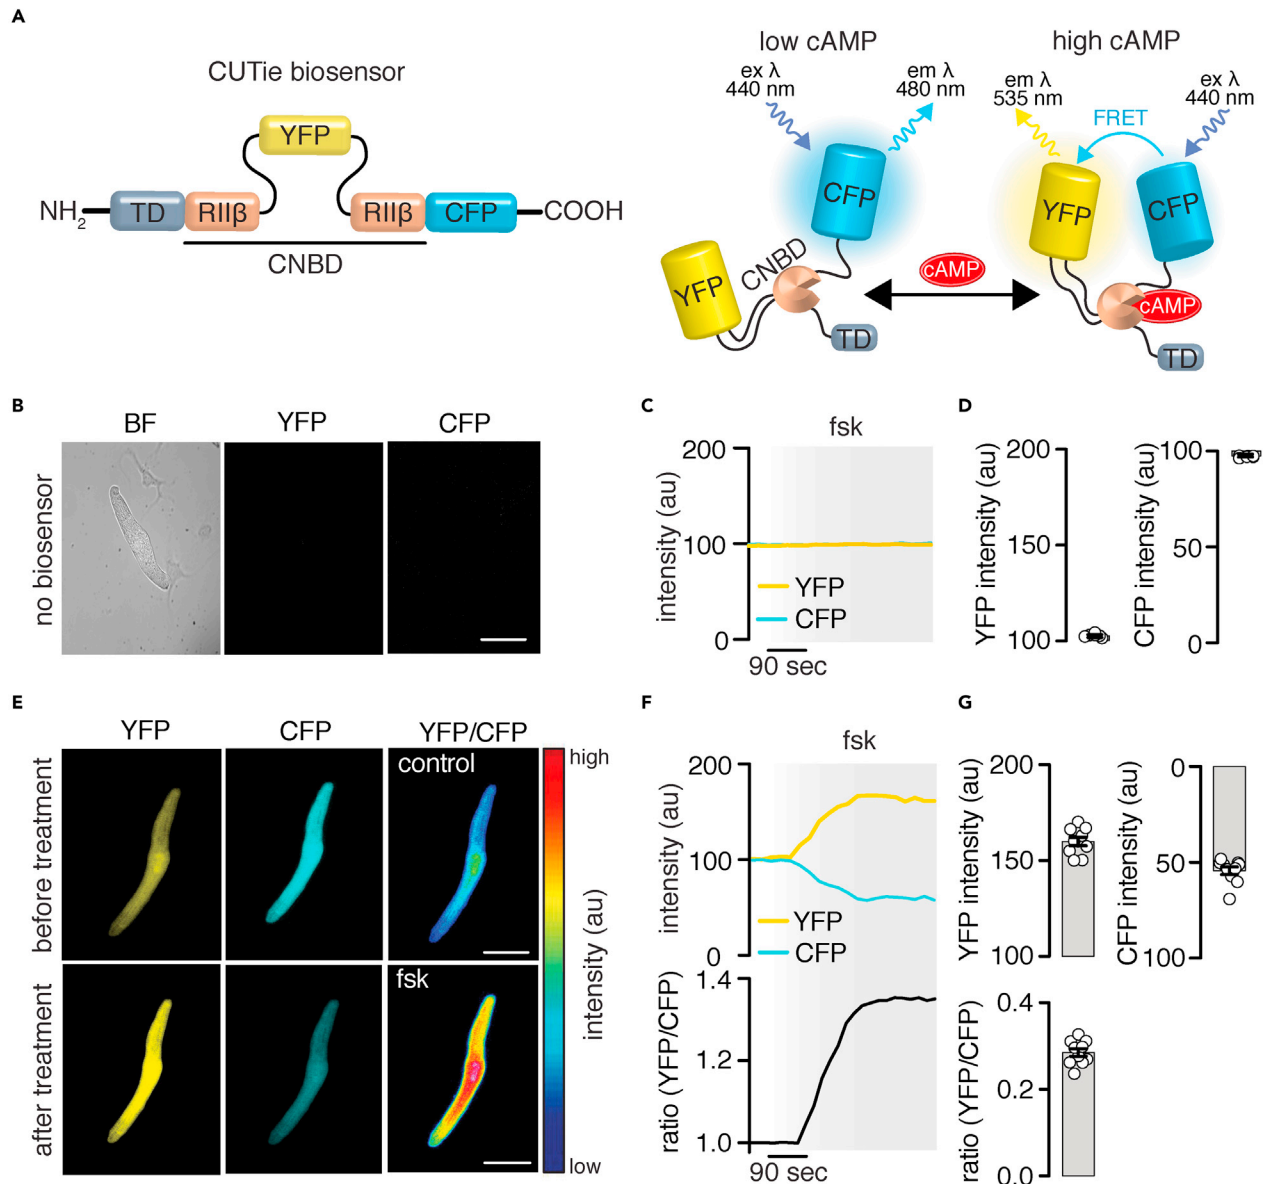 A
CUTie biosensor
YFP
NH2
TD
RIIβ
RIIβ
CFP
COOH
CNBD
low cAMP
high cAMP
ex λ
440 nm
em λ
480 nm
em λ
535 nm
ex λ
440 nm
FRET
CFP
YFP
CNBD
TD
cAMP
YFP
CFP
cAMP
TD
B
BF
YFP
CFP
no biosensor
C
fsk
intensity (au)
200
100
0
YFP
CFP
90 sec
D
YFP intensity (au)
200
150
100
CFP intensity (au)
100
50
0
E
YFP
CFP
YFP/CFP
before treatment
control
after treatment
fsk
high
intensity (au)
low
F
fsk
intensity (au)
200
100
0
YFP
CFP
ratio (YFP/CFP)
1.4
1.2
1.0
90 sec
G
YFP intensity (au)
200
150
100
CFP intensity (au)
0
50
100
ratio (YFP/CFP)
0.4
0.2
0.0